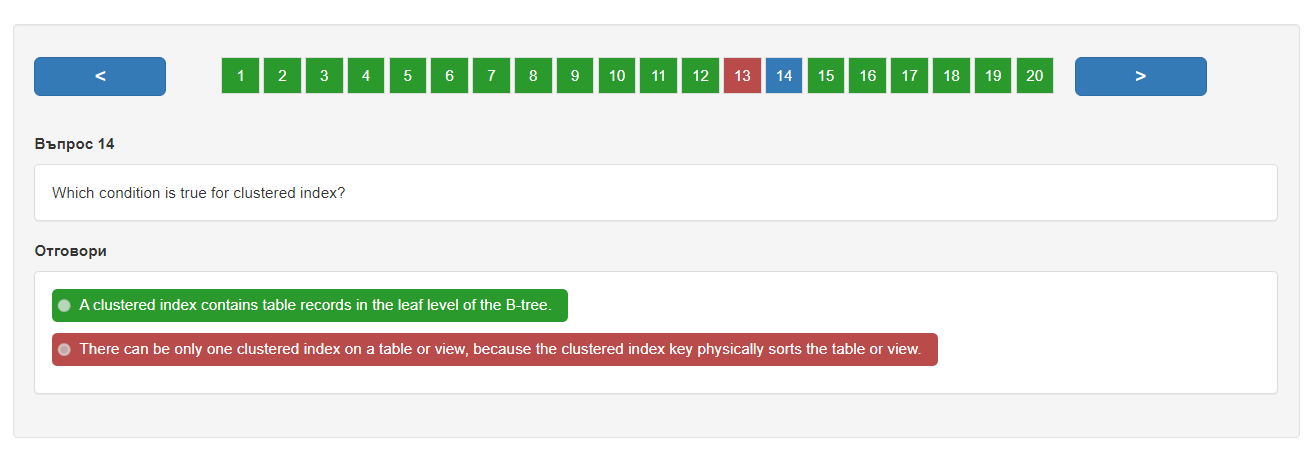 < 1 2 3 4 5 6 7 8 9 10 11 12 13 14 15 16 17 18 19 20 >
Въпрос 14
Which condition is true for clustered index?
Отговори
A clustered index contains table records in the leaf level of the B-tree.
There can be only one clustered index on a table or view, because the clustered index key physically sorts the table or view.